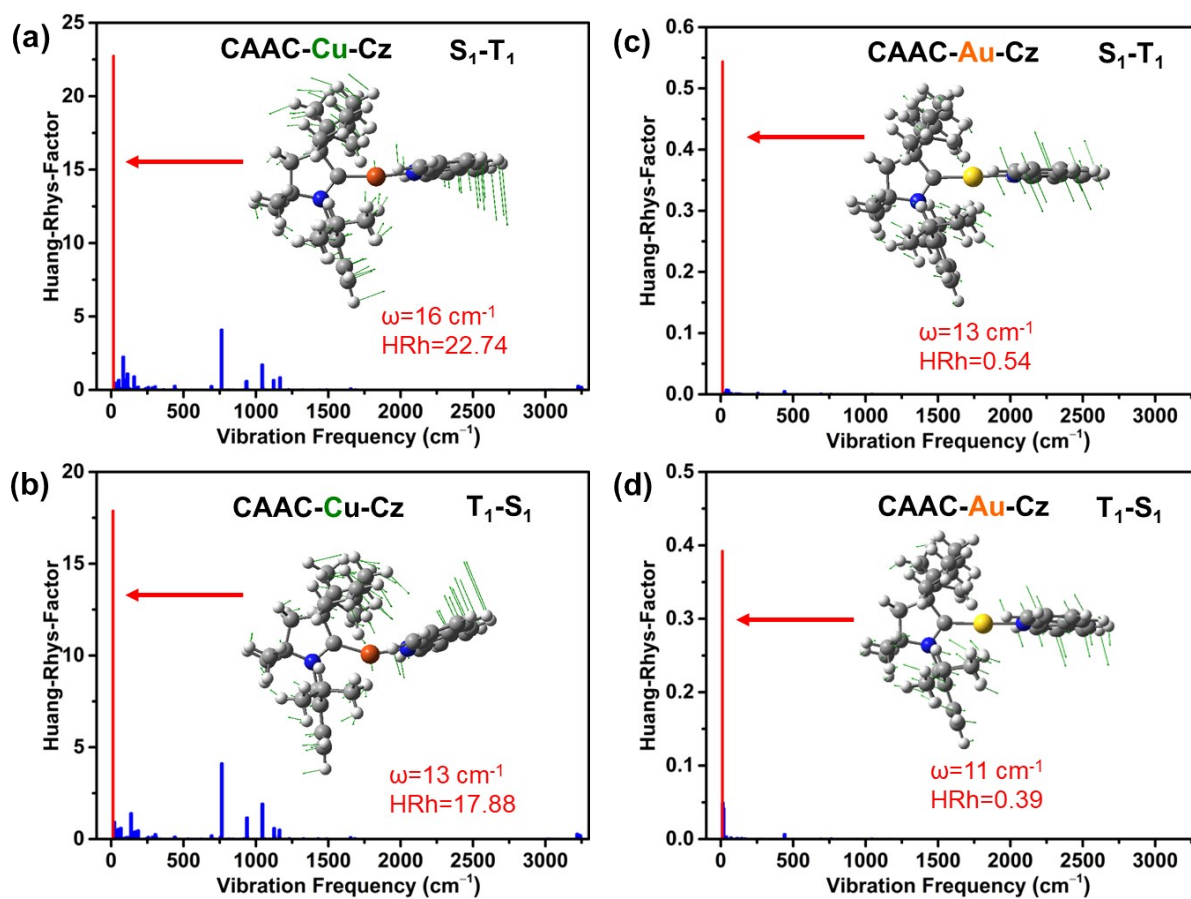 (a)
CAAC-Cu-Cz S₁-T₁
ω=16 cm⁻¹
HRh=22.74
25
20
15
10
5
0
Huang-Rhys-Factor
0 500 1000 1500 2000 2500 3000
Vibration Frequency (cm⁻¹)
(c)
CAAC-Au-Cz S₁-T₁
ω=13 cm⁻¹
HRh=0.54
0.6
0.5
0.4
0.3
0.2
0.1
0.0
Huang-Rhys-Factor
0 500 1000 1500 2000 2500 3000
Vibration Frequency (cm⁻¹)
(b)
CAAC-Cu-Cz T₁-S₁
ω=13 cm⁻¹
HRh=17.88
20
15
10
5
0
Huang-Rhys-Factor
0 500 1000 1500 2000 2500 3000
Vibration Frequency (cm⁻¹)
(d)
CAAC-Au-Cz T₁-S₁
ω=11 cm⁻¹
HRh=0.39
0.5
0.4
0.3
0.2
0.1
0.0
Huang-Rhys-Factor
0 500 1000 1500 2000 2500 3000
Vibration Frequency (cm⁻¹)